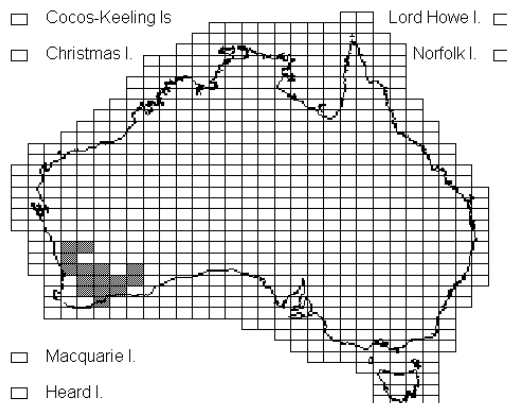 Cocos-Keeling Is
Lord Howe I.
Christmas I.
Norfolk I.
Macquarie I.
Heard I.